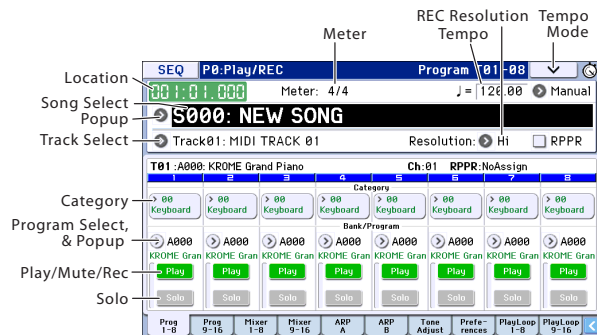 REC Resolution Tempo
Meter Tempo Mode
SEQ P0:Play/REC Program T01-08
Location 001:01.000 Meter: 4/4 ♩= 120.00 Manual
Song Select
Popup S000: NEW SONG
Track Select Track01: MIDI TRACK 01 Resolution: Hi RPPR
T01 :A000: KROME Grand Piano Ch:01 RPPR:NoAssign
1 2 3 4 5 6 7 8
Category
Category > 00 > 00 > 00 > 00 > 00 > 00 > 00 > 00
Keyboard Keyboard Keyboard Keyboard Keyboard Keyboard Keyboard Keyboard
Bank/Program
Program Select,
& Popup A000 A000 A000 A000 A000 A000 A000 A000
KROME Gran KROME Gran KROME Gran KROME Gran KROME Gran KROME Gran KROME Gran KROME Gran
Play/Mute/Rec Play Play Play Play Play Play Play Play
Solo Solo Solo Solo Solo Solo Solo Solo Solo
Prog 1-8 Prog 9-16 Mixer 1-8 Mixer 9-16 ARP A ARP B Tone Adjust Prefe-rences PlayLoop 1-8 PlayLoop 9-16